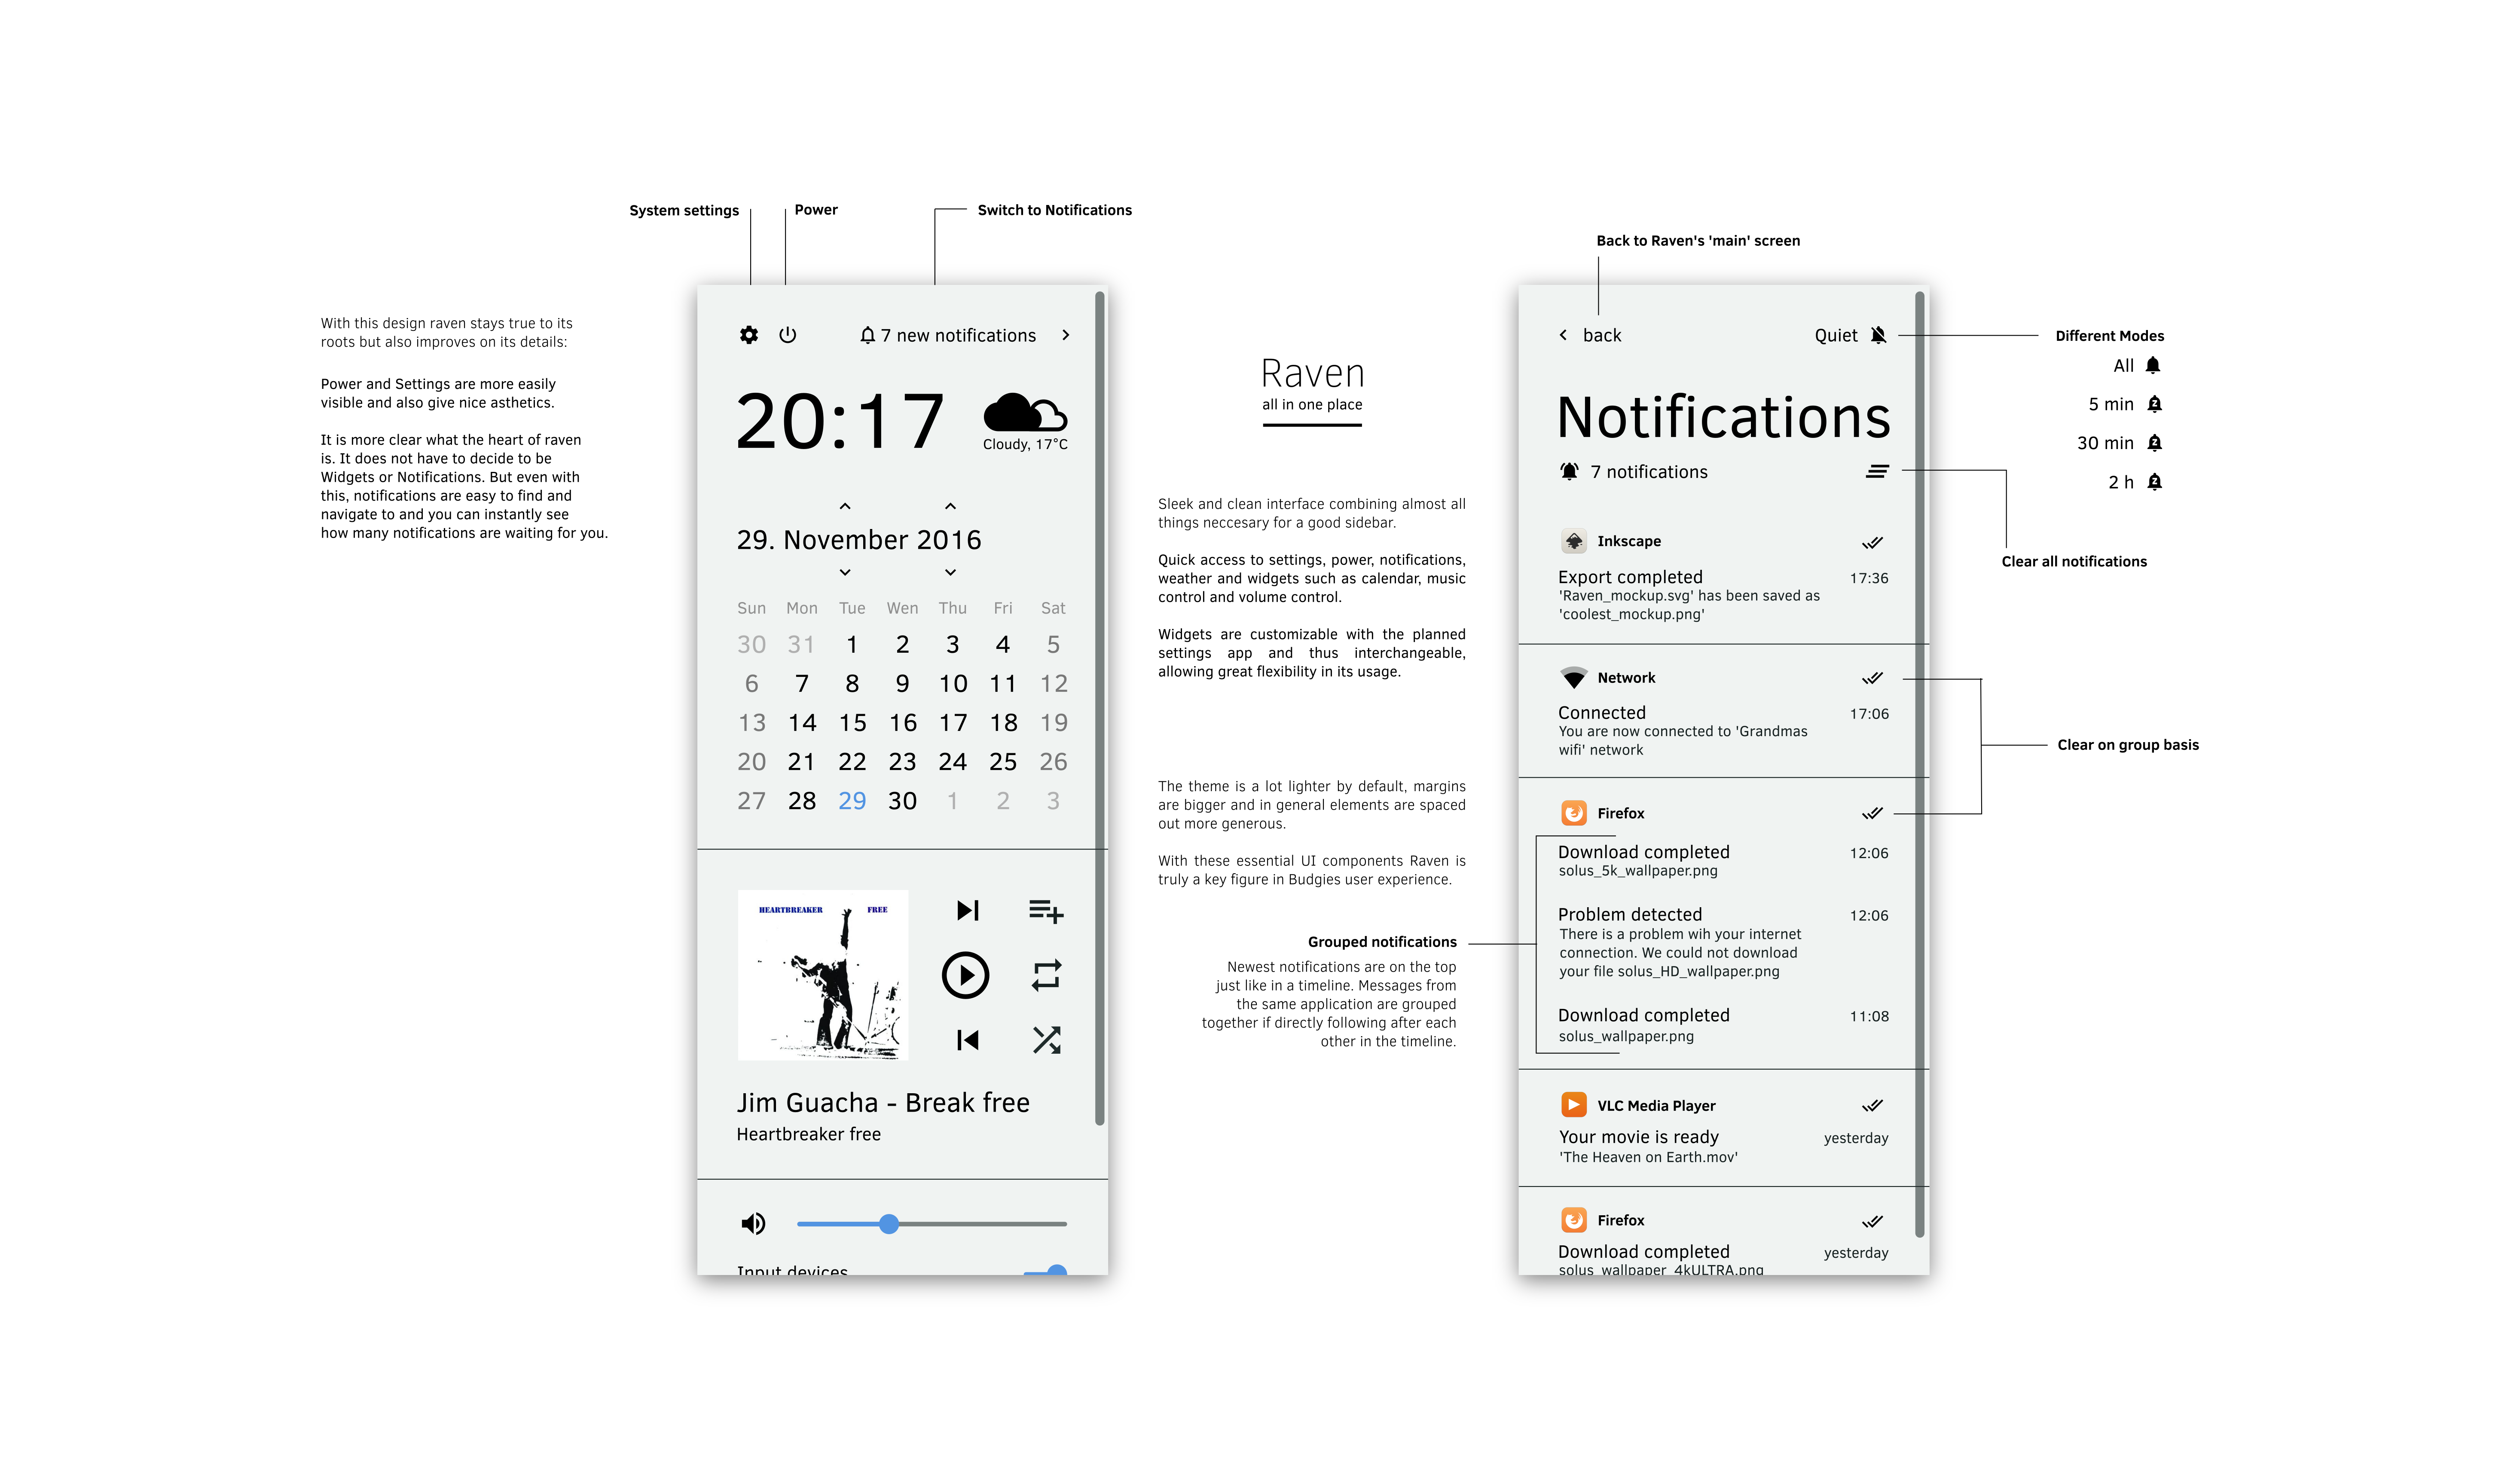 System settings
Power
Switch to Notifications
With this design raven stays true to its
roots but also improves on its details:
Power and Settings are more easily
visible and also give nice asthetics.
It is more clear what the heart of raven
is. It does not have to decide to be
Widgets or Notifications. But even with
this, notifications are easy to find and
navigate to and you can instantly see
how many notifications are waiting for you.
7 new notifications
20:17
Cloudy, 17°C
29. November 2016
Sun Mon Tue Wen Thu Fri Sat
30 31 1 2 3 4 5
6 7 8 9 10 11 12
13 14 15 16 17 18 19
20 21 22 23 24 25 26
27 28 29 30 1 2 3
HEARTBREAKER FREE
Jim Guacha - Break free
Heartbreaker free
Input devices
Raven
all in one place
Sleek and clean interface combining almost all
things neccesary for a good sidebar.
Quick access to settings, power, notifications,
weather and widgets such as calendar, music
control and volume control.
Widgets are customizable with the planned
settings app and thus interchangeable,
allowing great flexibility in its usage.
The theme is a lot lighter by default, margins
are bigger and in general elements are spaced
out more generous.
With these essential UI components Raven is
truly a key figure in Budgies user experience.
Grouped notifications
Newest notifications are on the top
just like in a timeline. Messages from
the same application are grouped
together if directly following after each
other in the timeline.
Back to Raven's 'main' screen
back
Quiet
Notifications
7 notifications
Inkscape
Export completed 17:36
'Raven_mockup.svg' has been saved as
'coolest_mockup.png'
Network
Connected 17:06
You are now connected to 'Grandmas
wifi' network
Firefox
Download completed 12:06
solus_5k_wallpaper.png
Problem detected 12:06
There is a problem wih your internet
connection. We could not download
your file solus_HD_wallpaper.png
Download completed 11:08
solus_wallpaper.png
VLC Media Player
Your movie is ready yesterday
'The Heaven on Earth.mov'
Firefox
Download completed yesterday
solus_wallpaper_4kULTRA.png
Different Modes
All
5 min
30 min
2 h
Clear all notifications
Clear on group basis